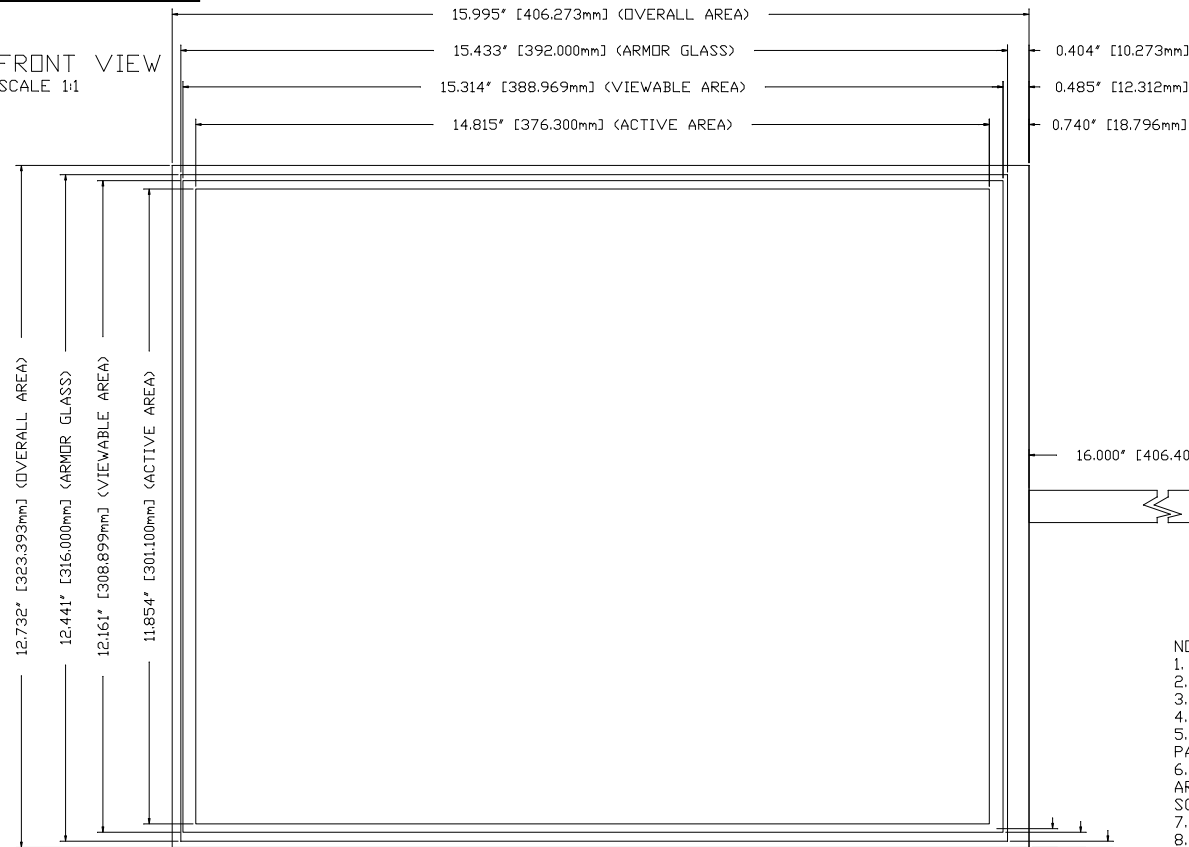 15.995" [406.273mm] (OVERALL AREA)
FRONT VIEW
SCALE 1:1
15.433" [392.000mm] (ARMOR GLASS)
0.404" [10.273mm]
15.314" [388.969mm] (VIEWABLE AREA)
0.485" [12.312mm]
14.815" [376.300mm] (ACTIVE AREA)
0.740" [18.796mm]
12.732" [323.393mm] (OVERALL AREA)
12.441" [316.000mm] (ARMOR GLASS)
12.161" [308.899mm] (VIEWABLE AREA)
11.854" [301.100mm] (ACTIVE AREA)
16.000" [406.40
1.
2.
3.
4.
5.
PA
6.
AR
SC
7.
8.